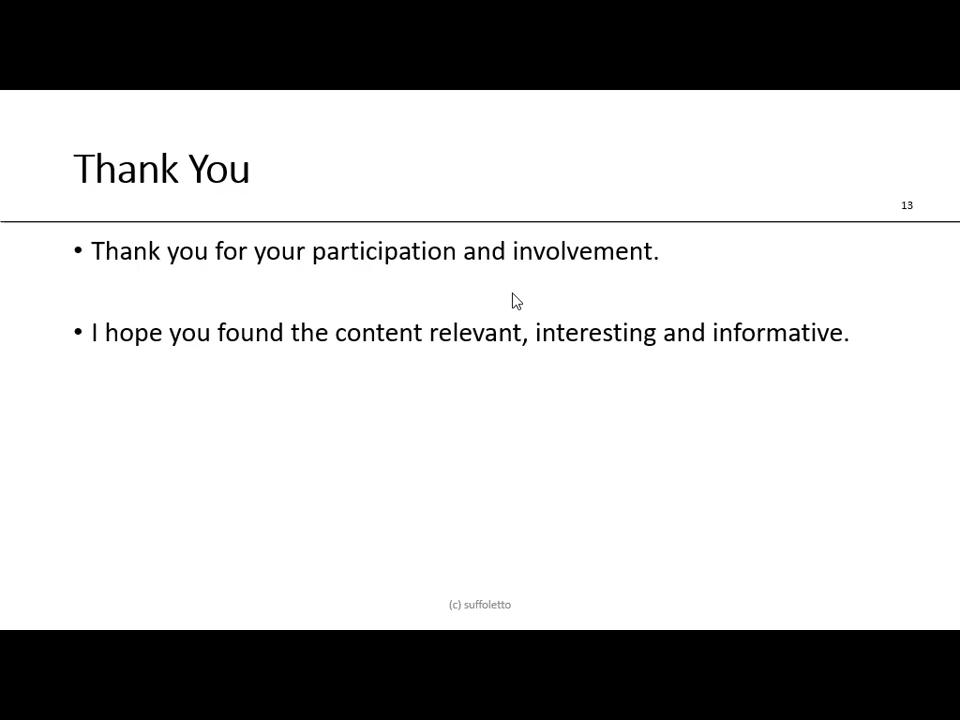 Thank You
13
• Thank you for your participation and involvement.
• I hope you found the content relevant, interesting and informative.
(c) suffoletto